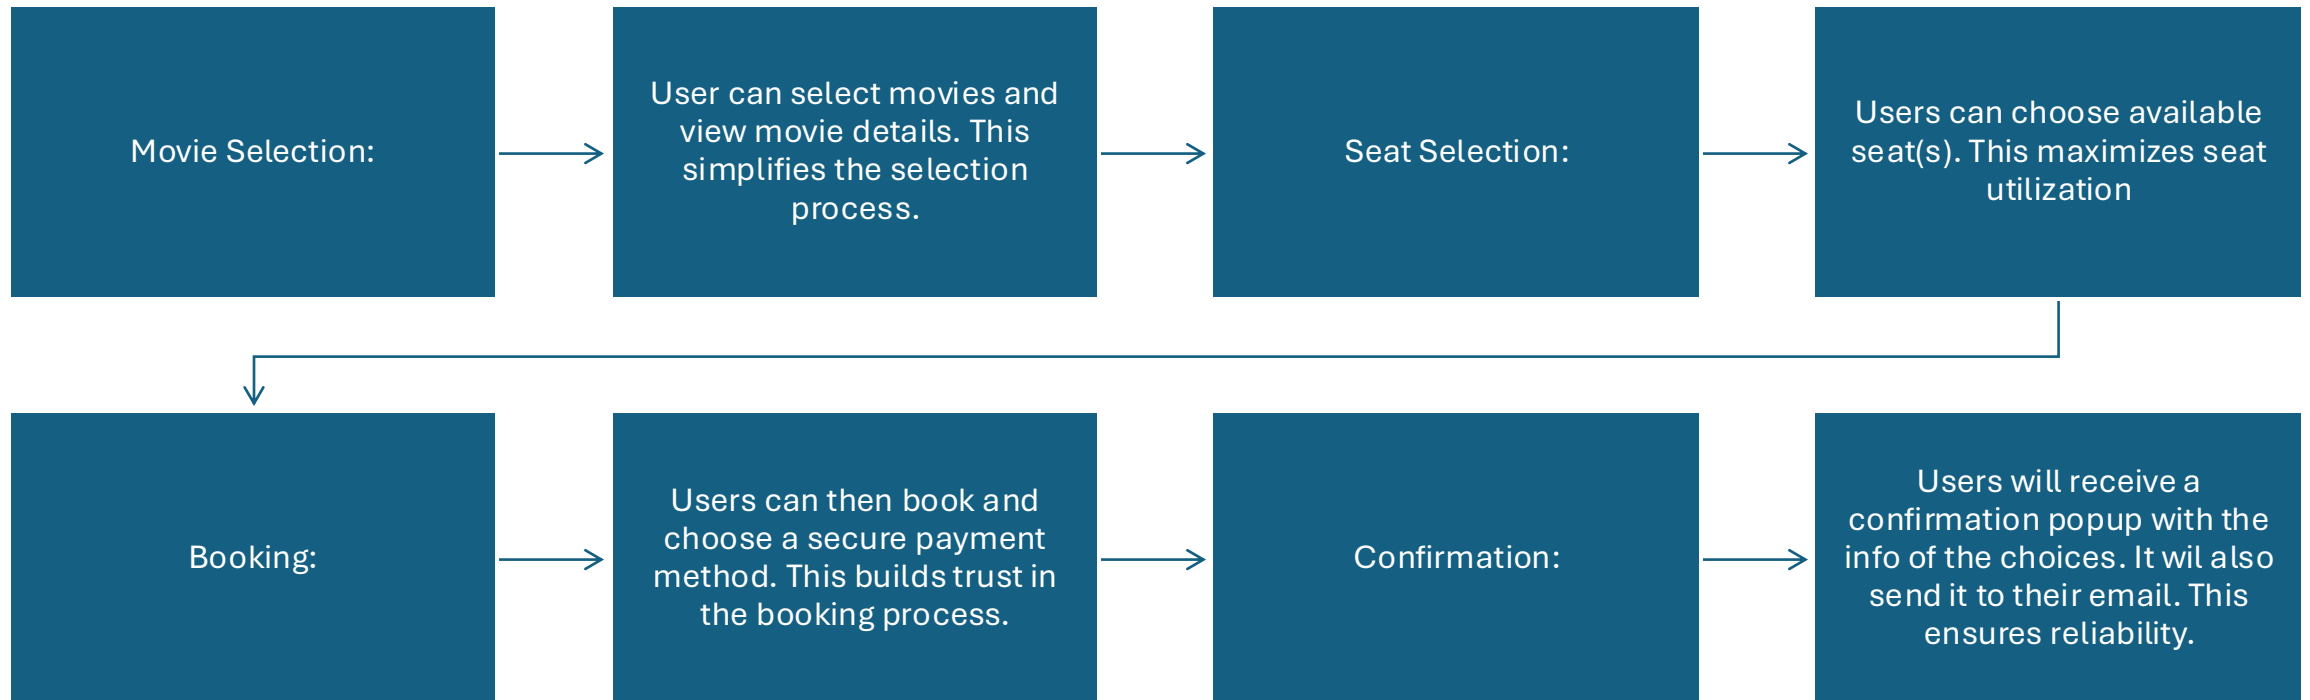 Movie Selection:
User can select movies and
view movie details. This
simplifies the selection
process.
Seat Selection:
Users can choose available
seat(s). This maximizes seat
utilization
Booking:
Users can then book and
choose a secure payment
method. This builds trust in
the booking process.
Confirmation:
Users will receive a
confirmation popup with the
info of the choices. It wil also
send it to their email. This
ensures reliability.